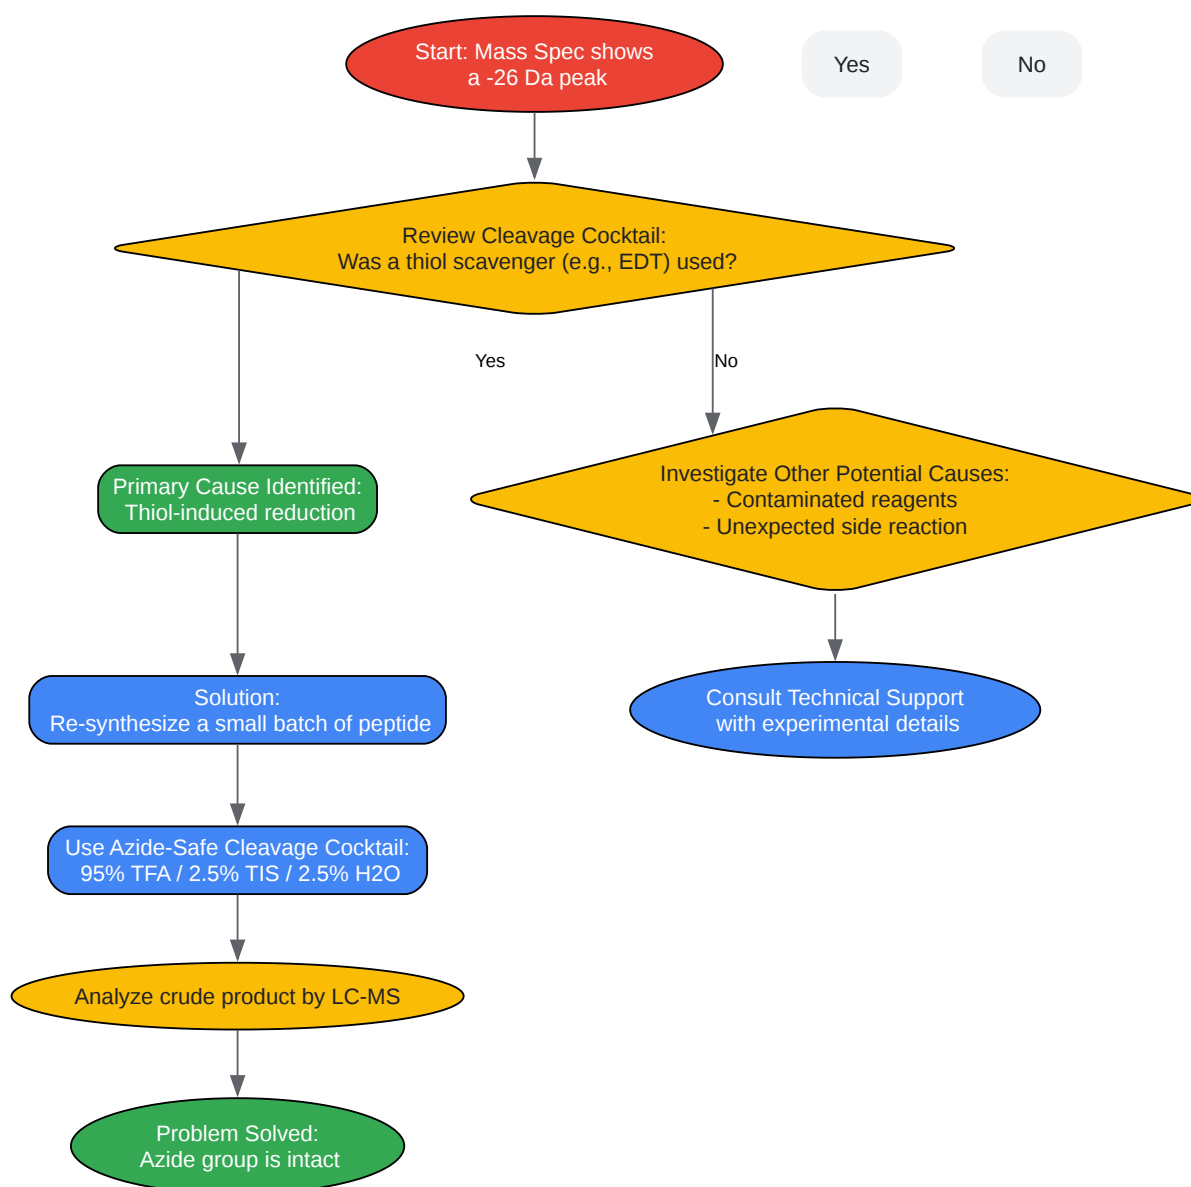 Start: Mass Spec shows
a -26 Da peak
Yes
No
Review Cleavage Cocktail:
Was a thiol scavenger (e.g., EDT) used?
Yes
No
Primary Cause Identified:
Thiol-induced reduction
Investigate Other Potential Causes:
- Contaminated reagents
- Unexpected side reaction
Solution:
Re-synthesize a small batch of peptide
Consult Technical Support
with experimental details
Use Azide-Safe Cleavage Cocktail:
95% TFA / 2.5% TIS / 2.5% H2O
Analyze crude product by LC-MS
Problem Solved:
Azide group is intact